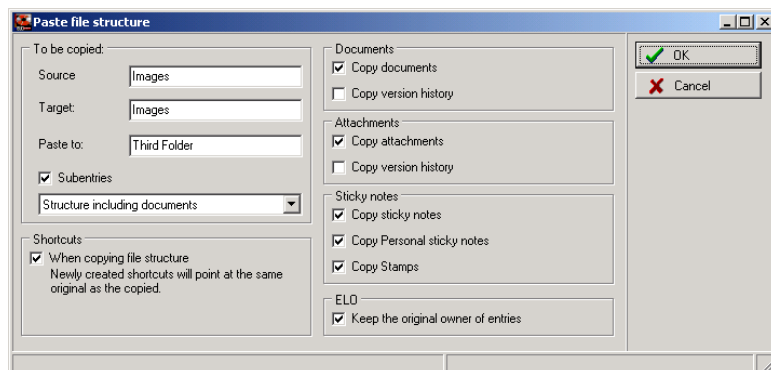 Paste file structure
To be copied:
Source
Images
Target:
Images
Paste to:
Third Folder
Subentries
Structure including documents
Shortcuts
When copying file structure
Newly created shortcuts will point at the same
original as the copied.
Documents
Copy documents
Copy version history
Attachments
Copy attachments
Copy version history
Sticky notes
Copy sticky notes
Copy Personal sticky notes
Copy Stamps
ELO
Keep the original owner of entries
OK
Cancel